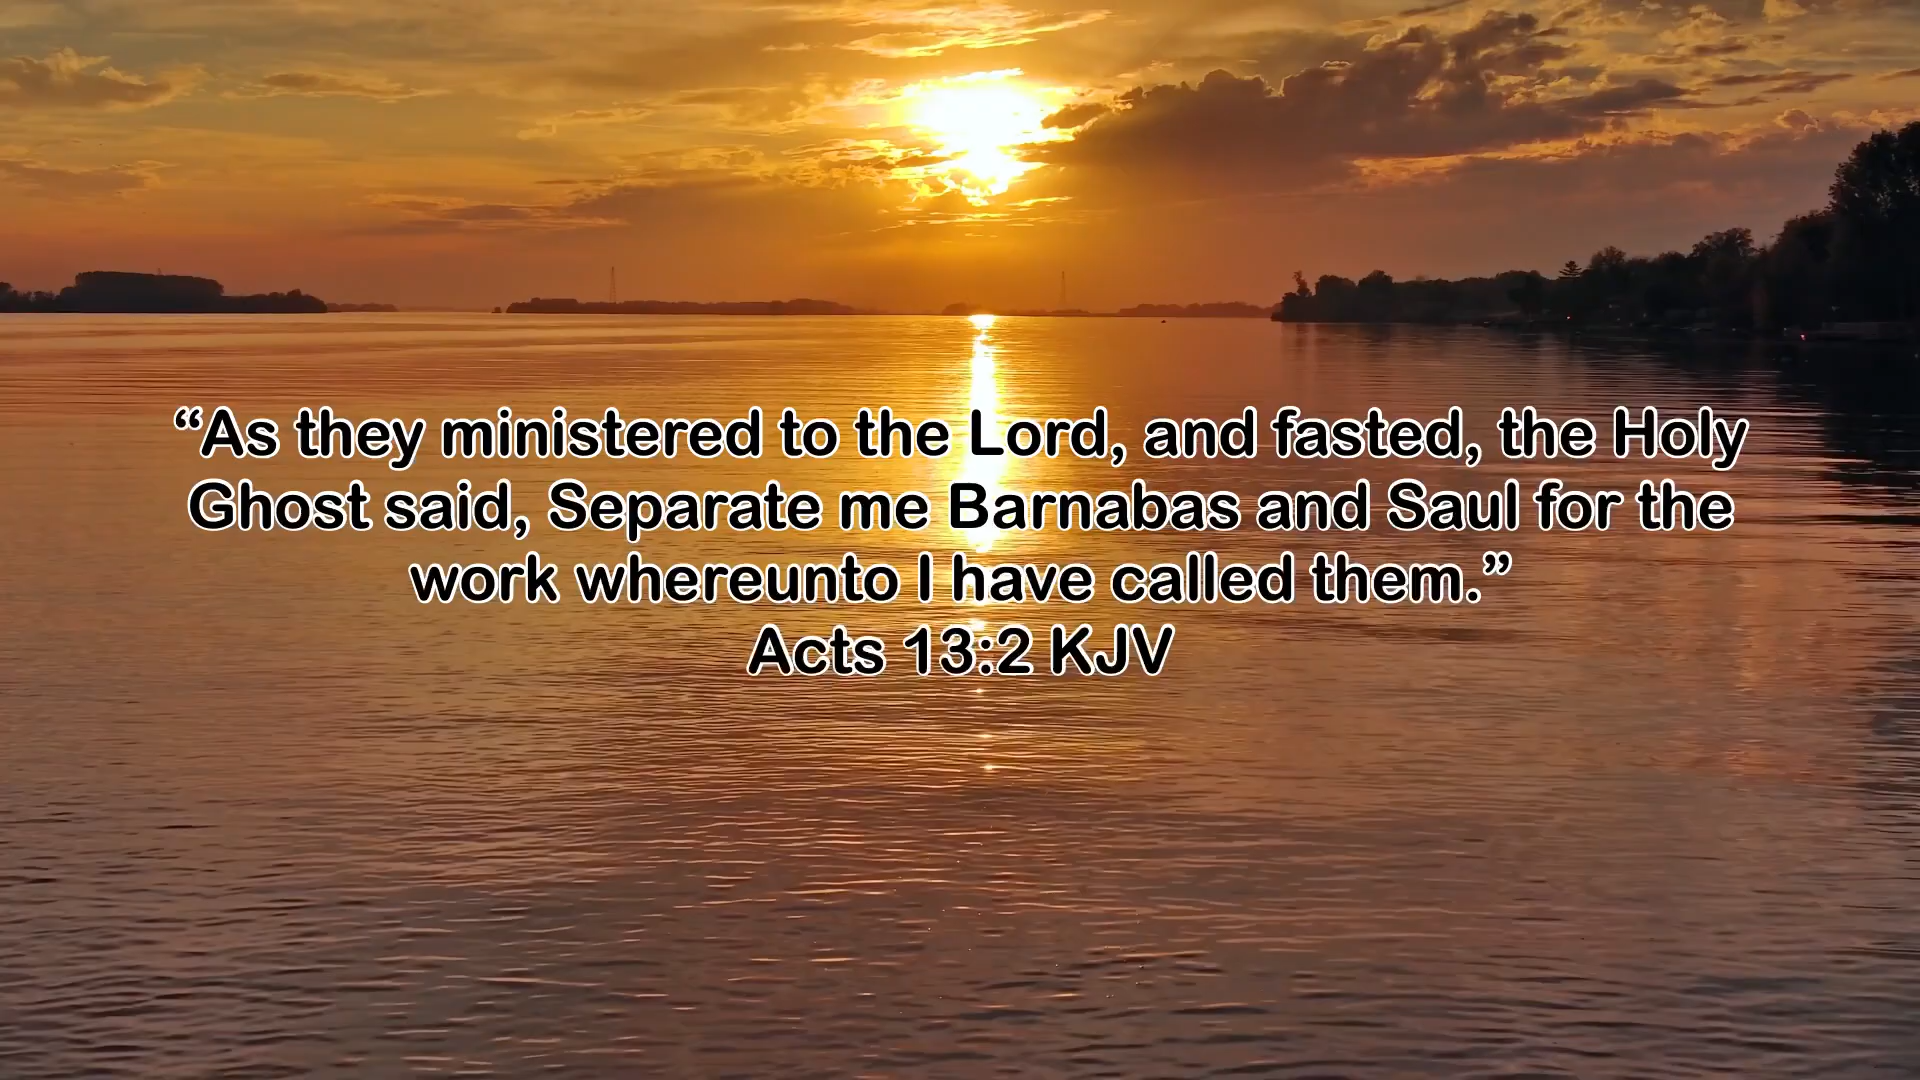 “As they ministered to the Lord, and fasted, the Holy
Ghost said, Separate me Barnabas and Saul for the
work whereunto I have called them.”
Acts 13:2 KJV